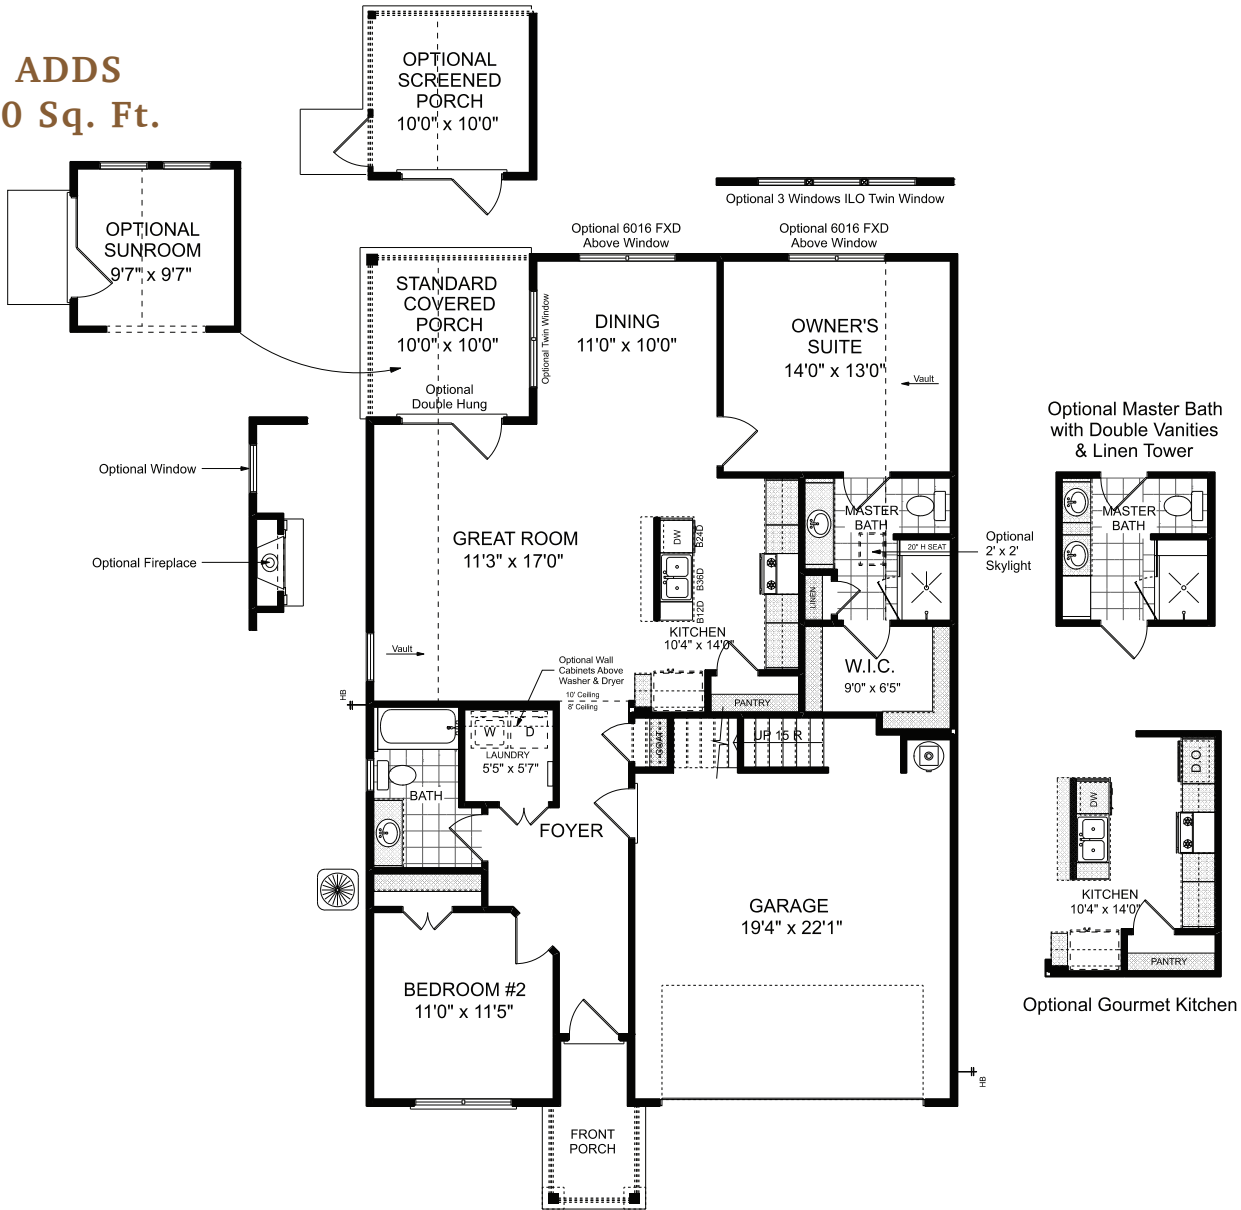 ADDS
0 Sq. Ft.
OPTIONAL
SCREENED
PORCH
10'0" x 10'0"
OPTIONAL
SUNROOM
9'7" x 9'7"
Optional 3 Windows ILO Twin Window
Optional 6016 FXD
Above Window
Optional 6016 FXD
Above Window
STANDARD
COVERED
PORCH
10'0" x 10'0"
Optional
Double Hung
Optional Twin Window
DINING
11'0" x 10'0"
OWNER'S
SUITE
14'0" x 13'0"
Vault
Optional Master Bath
with Double Vanities
& Linen Tower
MASTER
BATH
Optional Window
Optional Fireplace
GREAT ROOM
11'3" x 17'0"
DW
B24D
B36D
B12D
KITCHEN
10'4" x 14'0"
MASTER
BATH
20" H SEAT
LINEN
Optional
2' x 2'
Skylight
W.I.C.
9'0" x 6'5"
Vault
Optional Wall
Cabinets Above
Washer & Dryer
10' Ceiling
8' Ceiling
HB
PANTRY
W
D
LAUNDRY
5'5" x 5'7"
COAT
UP 15 R
BATH
FOYER
GARAGE
19'4" x 22'1"
BEDROOM #2
11'0" x 11'5"
FRONT
PORCH
HB
D.O.
DW
KITCHEN
10'4" x 14'0"
PANTRY
Optional Gourmet Kitchen